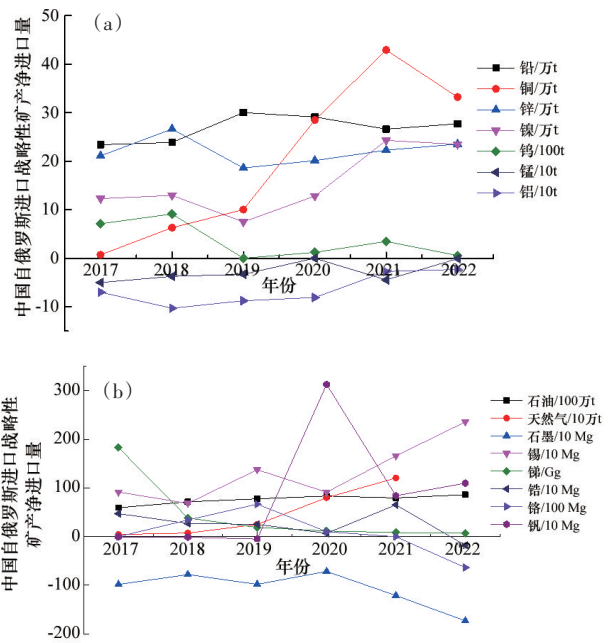 (a)
中国自俄罗斯进口战略性矿产净进口量
50
40
30
20
10
0
-10
2017 2018 2019 2020 2021 2022
年份
铅/万t
铜/万t
锌/万t
镍/万t
钨/100t
锰/10t
铝/10t
(b)
中国自俄罗斯进口战略性
矿产净进口量
300
200
100
0
-100
-200
2017 2018 2019 2020 2021 2022
年份
石油/100万t
天然气/10万t
石墨/10 Mg
锡/10 Mg
锑/Gg
锆/10 Mg
铬/100 Mg
钒/10 Mg